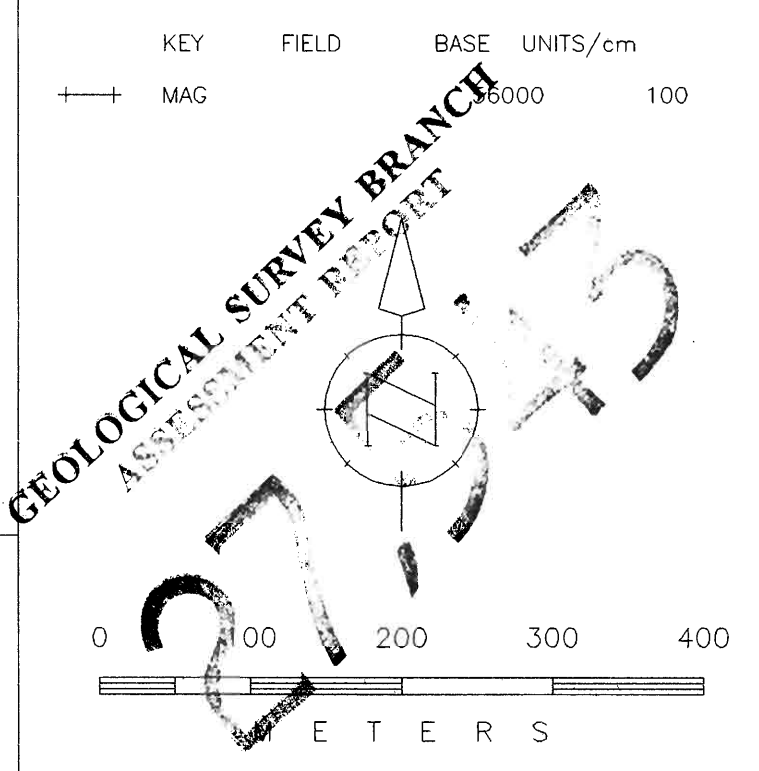 KEY FIELD BASE UNITS/cm
MAG 56000 100
GEOLOGICAL SURVEY BRANCH
ASSESSMENT REPORT
N
27,343
0 100 200 300 400
METERS